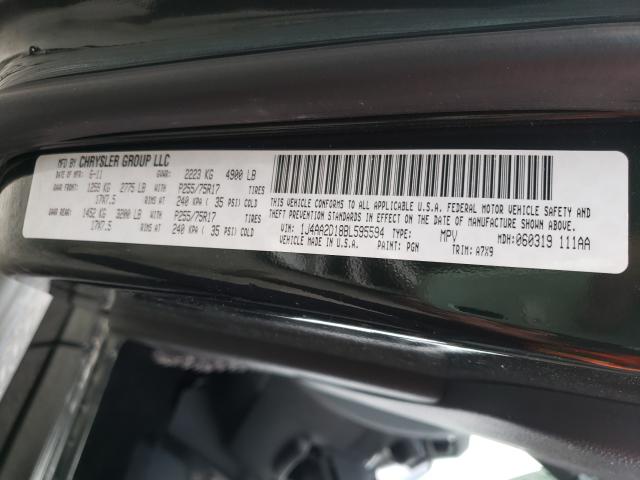 MFD BY CHRYSLER GROUP LLC
DATE OF MFR: 6-11 GVWR: 2223 KG 4900 LB
GAWR FRONT: 1259 KG 2775 LB WITH P255/75R17 TIRES
17X7.5 RIMS AT 240 KPA ( 35 PSI) COLD
GAWR REAR: 1452 KG 3200 LB WITH P255/75R17 TIRES
17X7.5 RIMS AT 240 KPA ( 35 PSI) COLD
THIS VEHICLE CONFORMS TO ALL APPLICABLE U.S.A. FEDERAL MOTOR VEHICLE SAFETY AND
THEFT PREVENTION STANDARDS IN EFFECT ON THE DATE OF MANUFACTURE SHOWN ABOVE.
VIN: 1J4AA2D18BL595594 TYPE: MPV MDH: 060319 111AA
MADE IN U.S.A. PAINT: PGN TRIM: A7X9